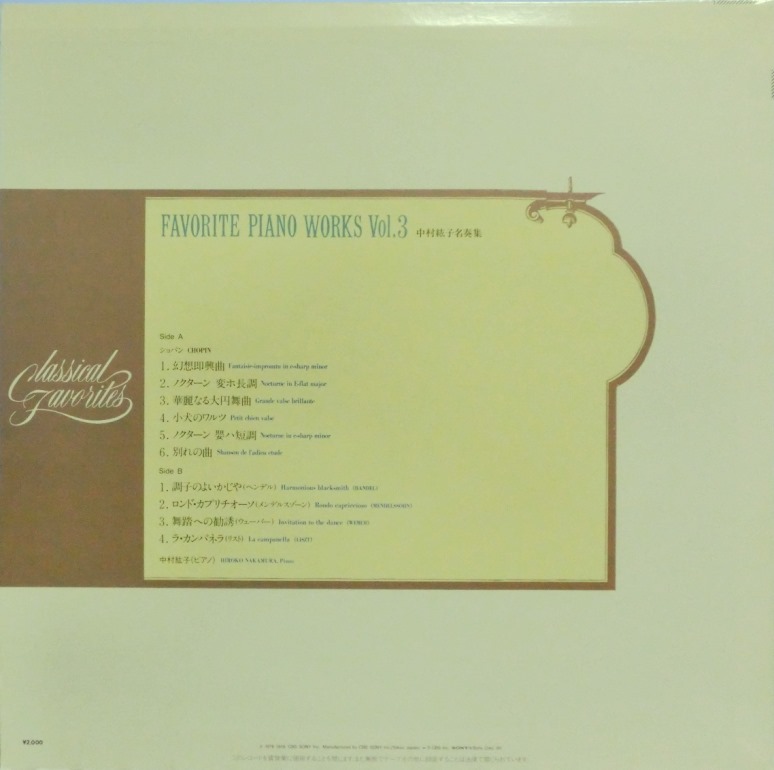 FAVORITE PIANO WORKS Vol.3 中村紘子名奏集
Classical
Favorites
Side A
ショパン CHOPIN
1. 幻想即興曲 Fantaisie-impromtu in c-sharp minor
2. ノクターン 変ホ長調 Nocturne in E-flat major
3. 華麗なる大円舞曲 Grande valse brillante
4. 小犬のワルツ Petit chien valse
5. ノクターン 嬰ハ短調 Nocturne in c-sharp minor
6. 別れの曲 Shanson de l'adieu etude
Side B
1. 調子のよいかじや(ヘンデル) Harmonious blacksmith (HANDEL)
2. ロンド・カプリチオーソ(メンデルスゾーン) Rondo capriccioso (MENDELSSOHN)
3. 舞踏への勧誘(ウェーバー) Invitation to the dance (WEBER)
4. ラ・カンパネラ(リスト) La campanella (LISZT)
中村紘子(ピアノ) HIROKO NAKAMURA, Piano
¥2,000